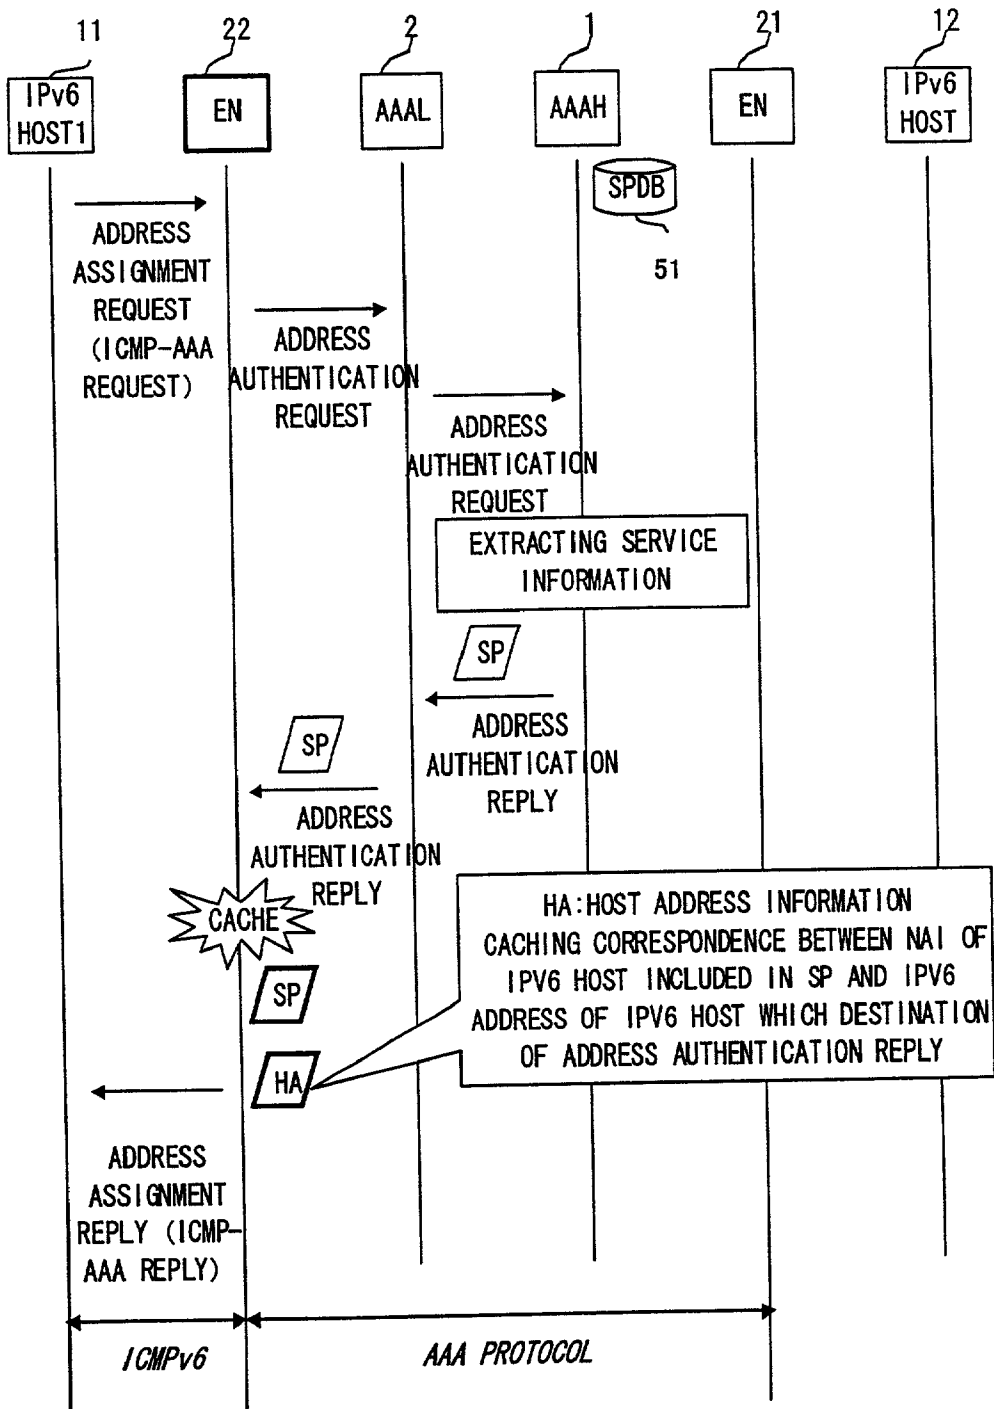 11
22
2
1
21
12
IPv6
HOST1
EN
AAAL
AAAH
EN
IPv6
HOST
SPDB
51
ADDRESS
ASSIGNMENT
REQUEST
(ICMP-AAA
REQUEST)
ADDRESS
AUTHENTICATION
REQUEST
ADDRESS
AUTHENTICATION
REQUEST
EXTRACTING SERVICE
INFORMATION
SP
ADDRESS
AUTHENTICATION
REPLY
SP
ADDRESS
AUTHENTICATION
REPLY
CACHE
HA:HOST ADDRESS INFORMATION
CACHING CORRESPONDENCE BETWEEN NAI OF
IPV6 HOST INCLUDED IN SP AND IPV6
ADDRESS OF IPV6 HOST WHICH DESTINATION
OF ADDRESS AUTHENTICATION REPLY
SP
HA
ADDRESS
ASSIGNMENT
REPLY (ICMP-
AAA REPLY)
ICMPv6
AAA PROTOCOL